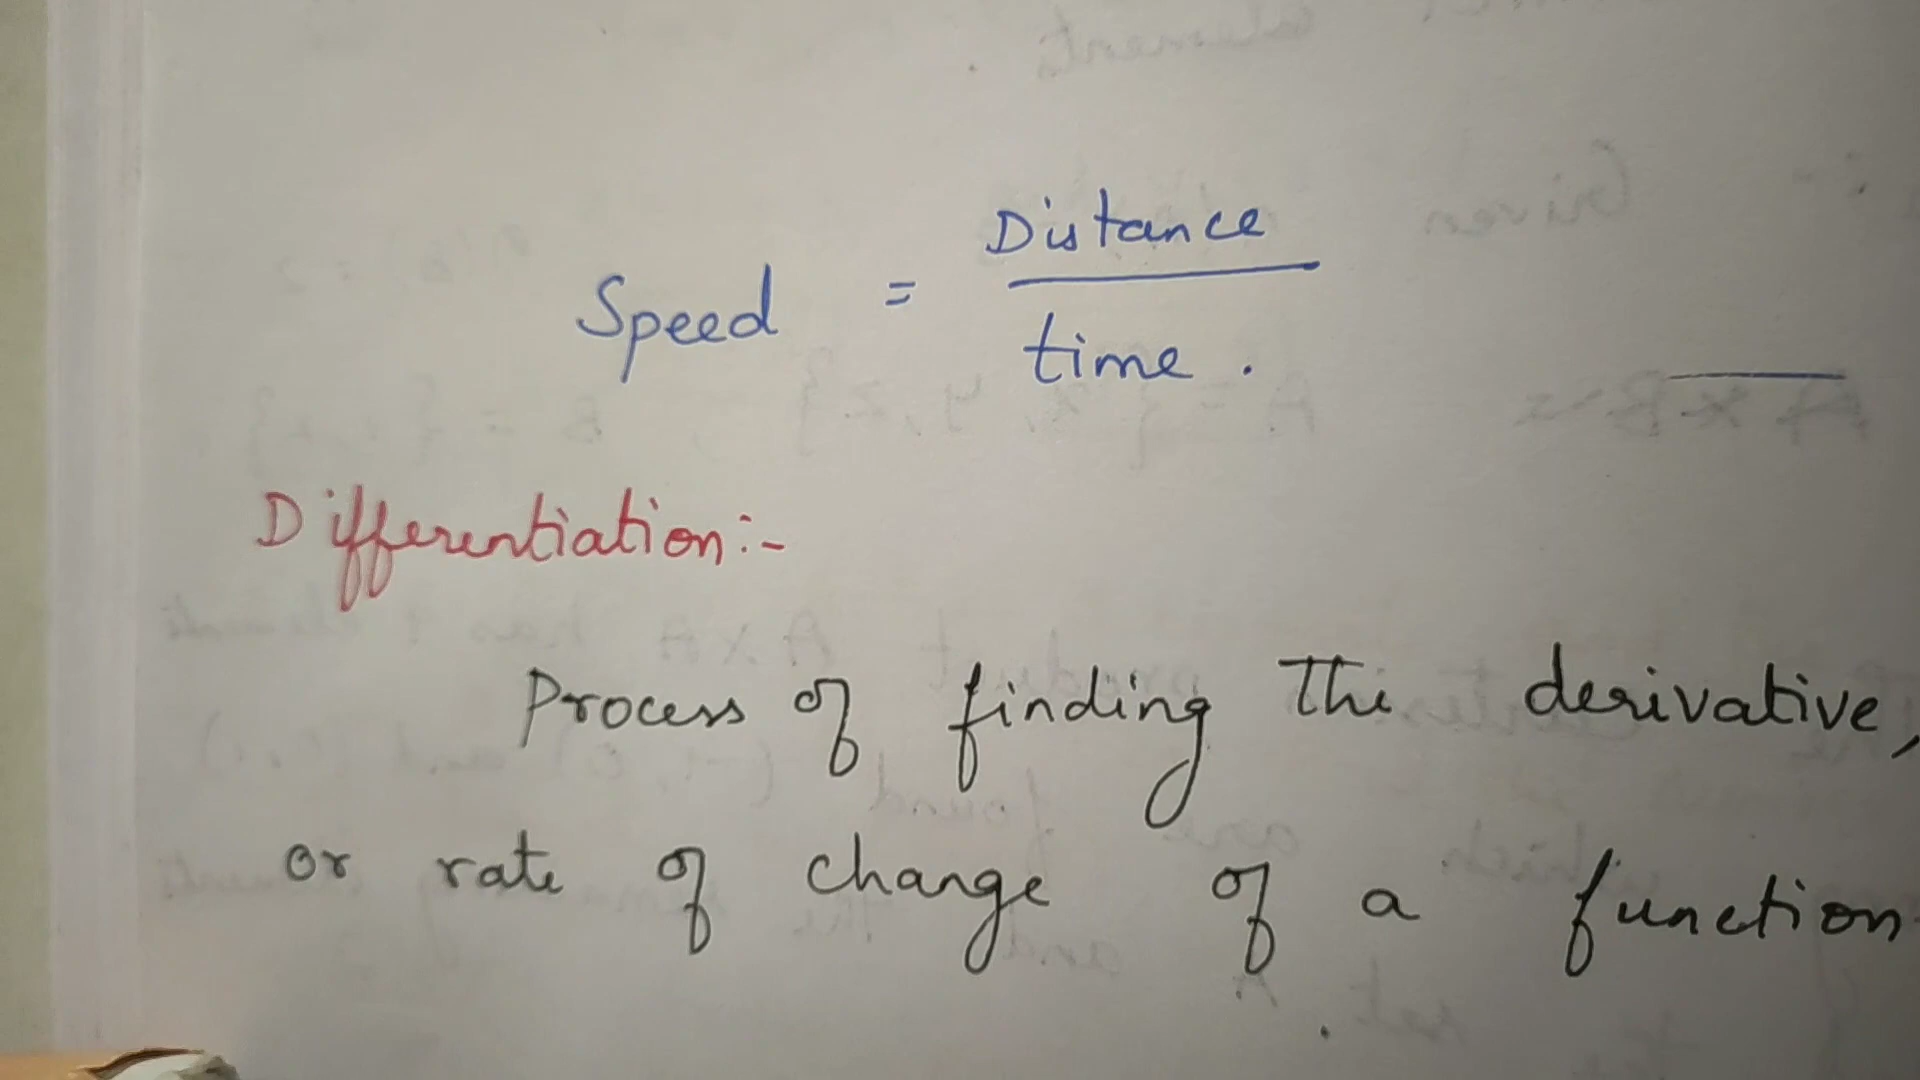 Speed = Distance
time.
Differentiation:-
Process of finding the derivative,
or rate of change of a function